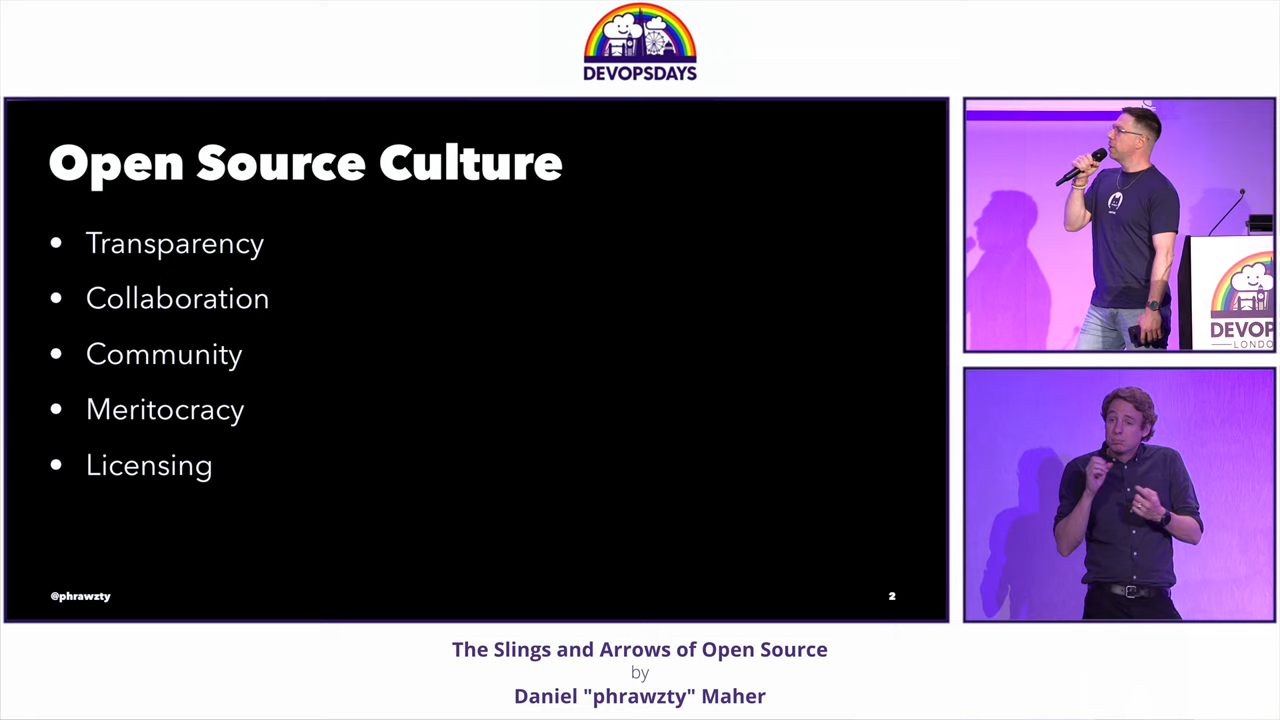 DEVOPSDAYS
Open Source Culture
• Transparency
• Collaboration
• Community
• Meritocracy
• Licensing
@phrawzty
2
DEVOP
LONDO
The Slings and Arrows of Open Source
by
Daniel "phrawzty" Maher